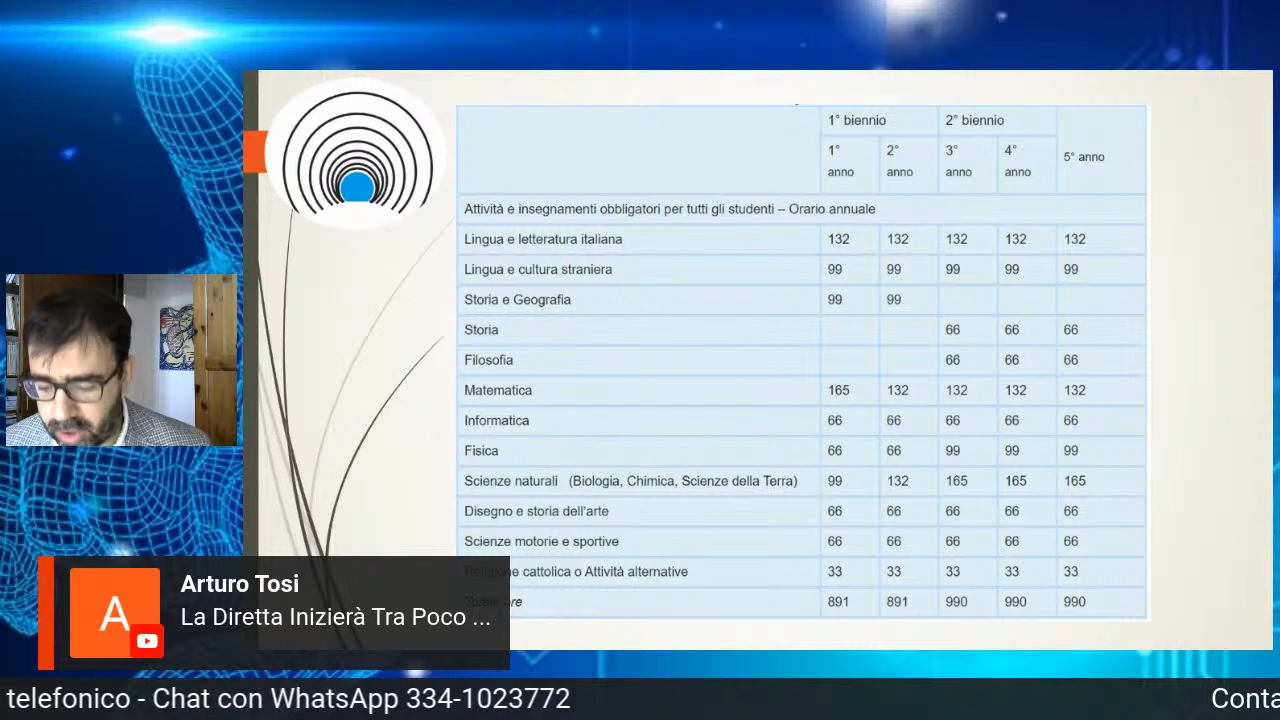 1° biennio 2° biennio
1° anno 2° anno 3° anno 4° anno 5° anno
Attività e insegnamenti obbligatori per tutti gli studenti – Orario annuale
Lingua e letteratura italiana 132 132 132 132 132
Lingua e cultura straniera 99 99 99 99 99
Storia e Geografia 99 99
Storia 66 66 66
Filosofia 66 66 66
Matematica 165 132 132 132 132
Informatica 66 66 66 66 66
Fisica 66 66 99 99 99
Scienze naturali (Biologia, Chimica, Scienze della Terra) 99 132 165 165 165
Disegno e storia dell'arte 66 66 66 66 66
Scienze motorie e sportive 66 66 66 66 66
Religione cattolica o Attività alternative 33 33 33 33 33
ore 891 891 990 990 990
A
Arturo Tosi
La Diretta Inizierà Tra Poco ...
telefonico - Chat con WhatsApp 334-1023772
Conta